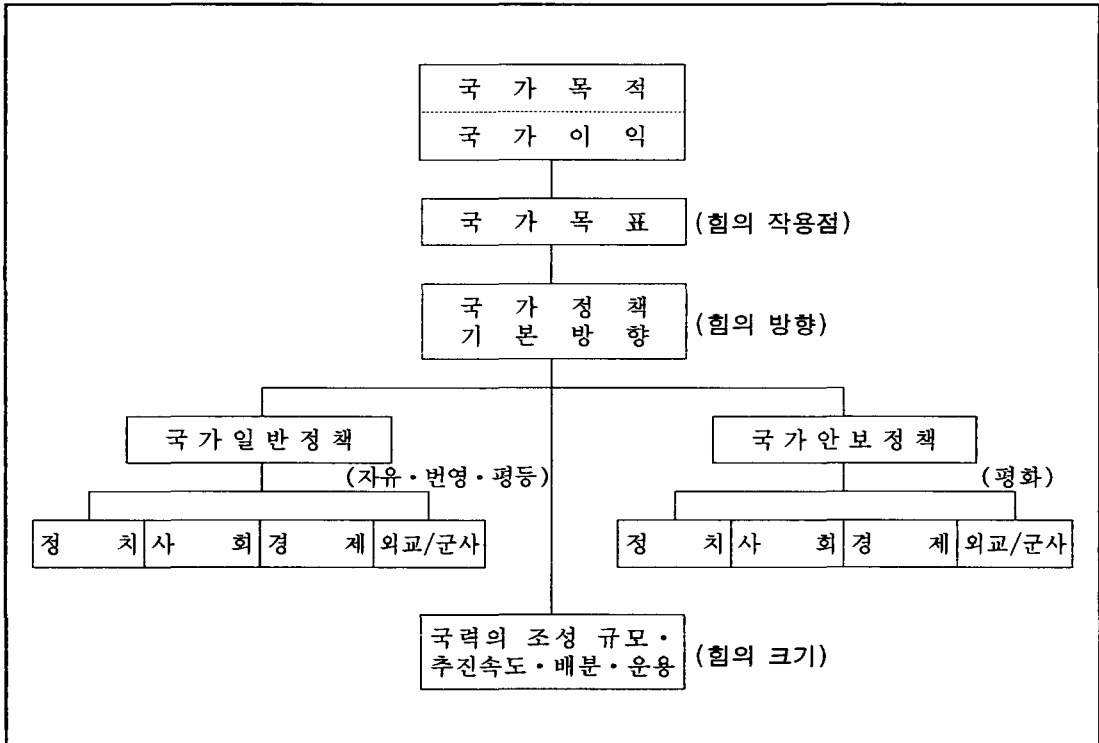 국 가 목 적
국 가 이 익
국 가 목 표 (힘의 작용점)
국 가 정 책
기 본 방 향 (힘의 방향)
국 가 일 반 정 책
국 가 안 보 정 책
(자유·번영·평등)
(평화)
정 치 사 회 경 제 외교/군사
정 치 사 회 경 제 외교/군사
국력의 조성 규모·
추진속도·배분·운용 (힘의 크기)